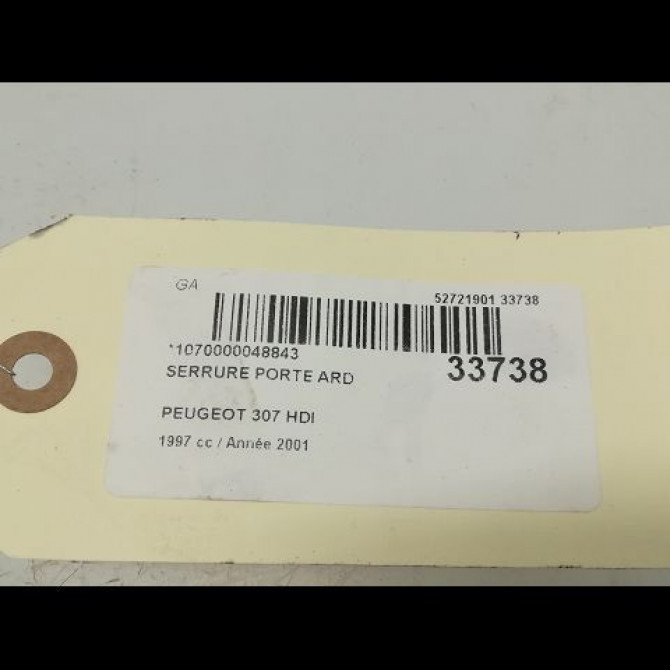 GA
52721901 33738
*1070000048843
33738
SERRURE PORTE ARD
PEUGEOT 307 HDI
1997 cc / Année 2001